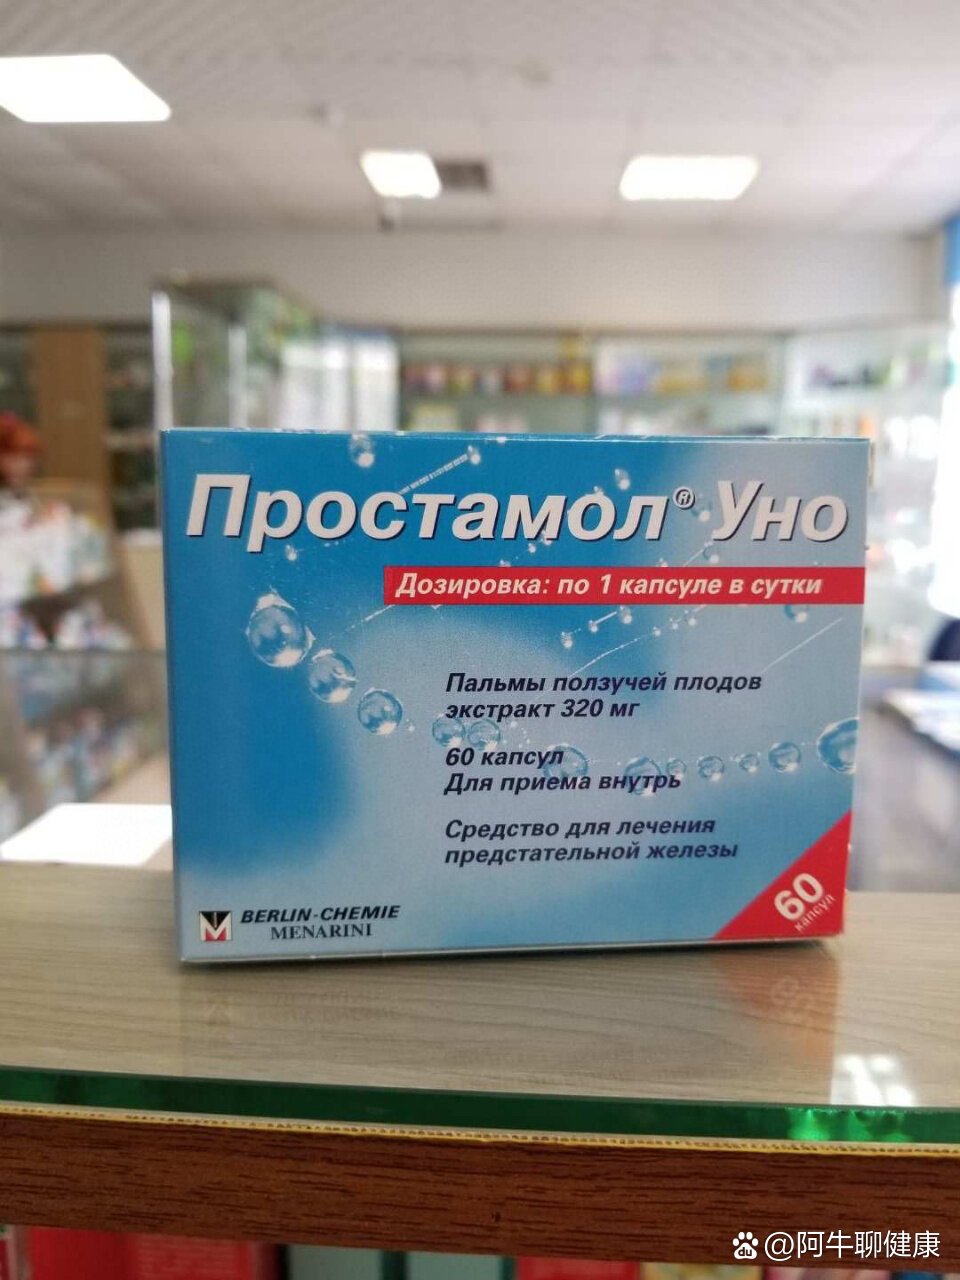 Простамол® Уно
Дозировка: по 1 капсуле в сутки
Пальмы ползучей плодов
экстракт 320 мг
60 капсул
Для приема внутрь
Средство для лечения
предстательной железы
60
капсул
BERLIN-CHEMIE
MENARINI
@阿牛聊健康